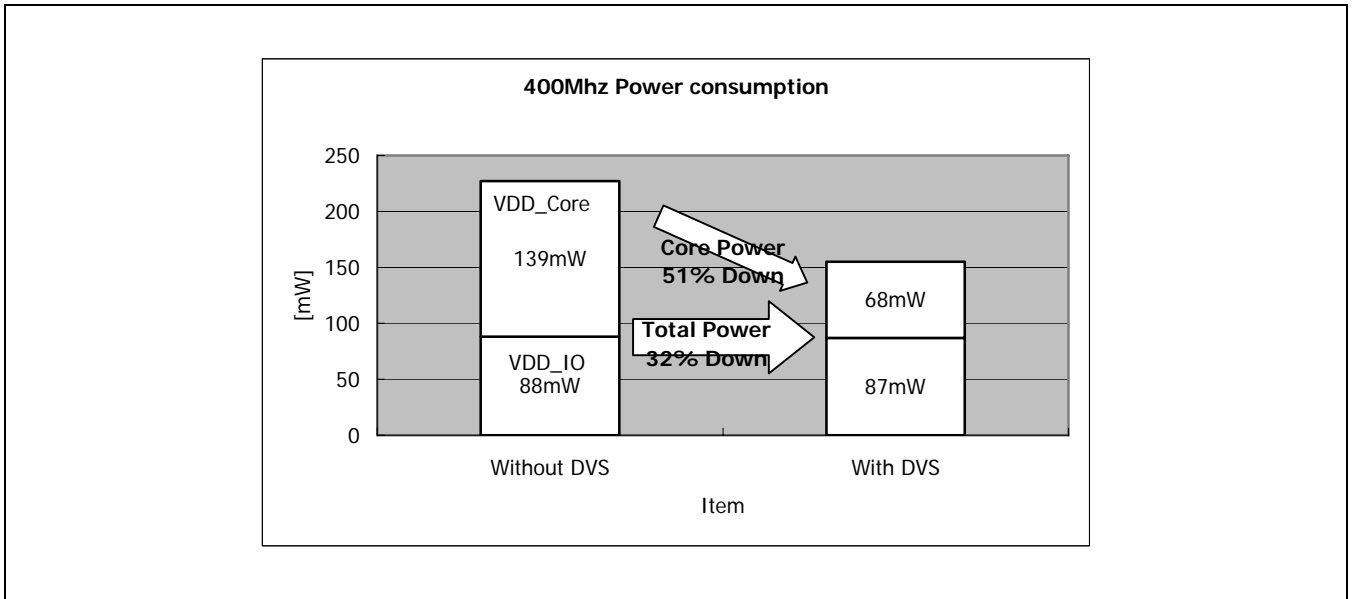 400Mhz Power consumption
250
200
150
100
50
0
[mW]
VDD_Core
139mW
VDD_IO
88mW
Core Power
51% Down
Total Power
32% Down
68mW
87mW
Without DVS
With DVS
Item